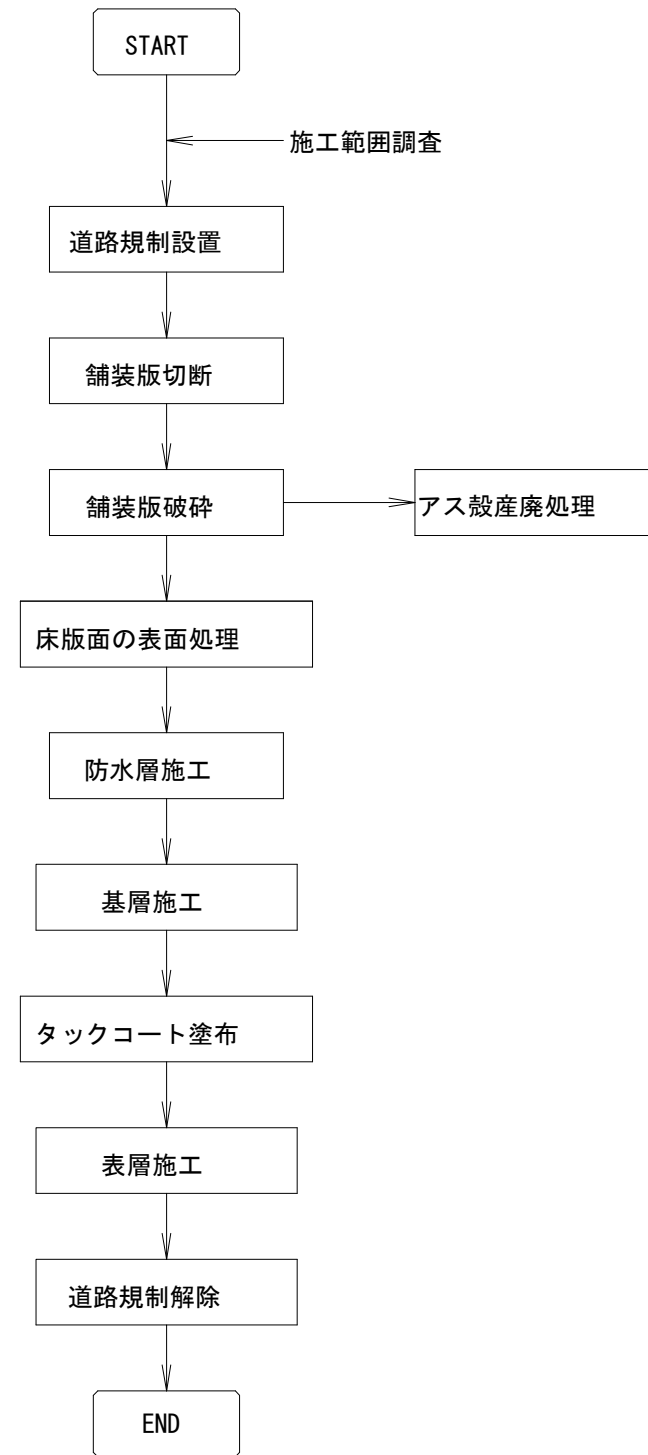 START
施工範囲調査
道路規制設置
舗装版切断
舗装版破砕
アス殻産廃処理
床版面の表面処理
防水層施工
基層施工
タックコート塗布
表層施工
道路規制解除
END